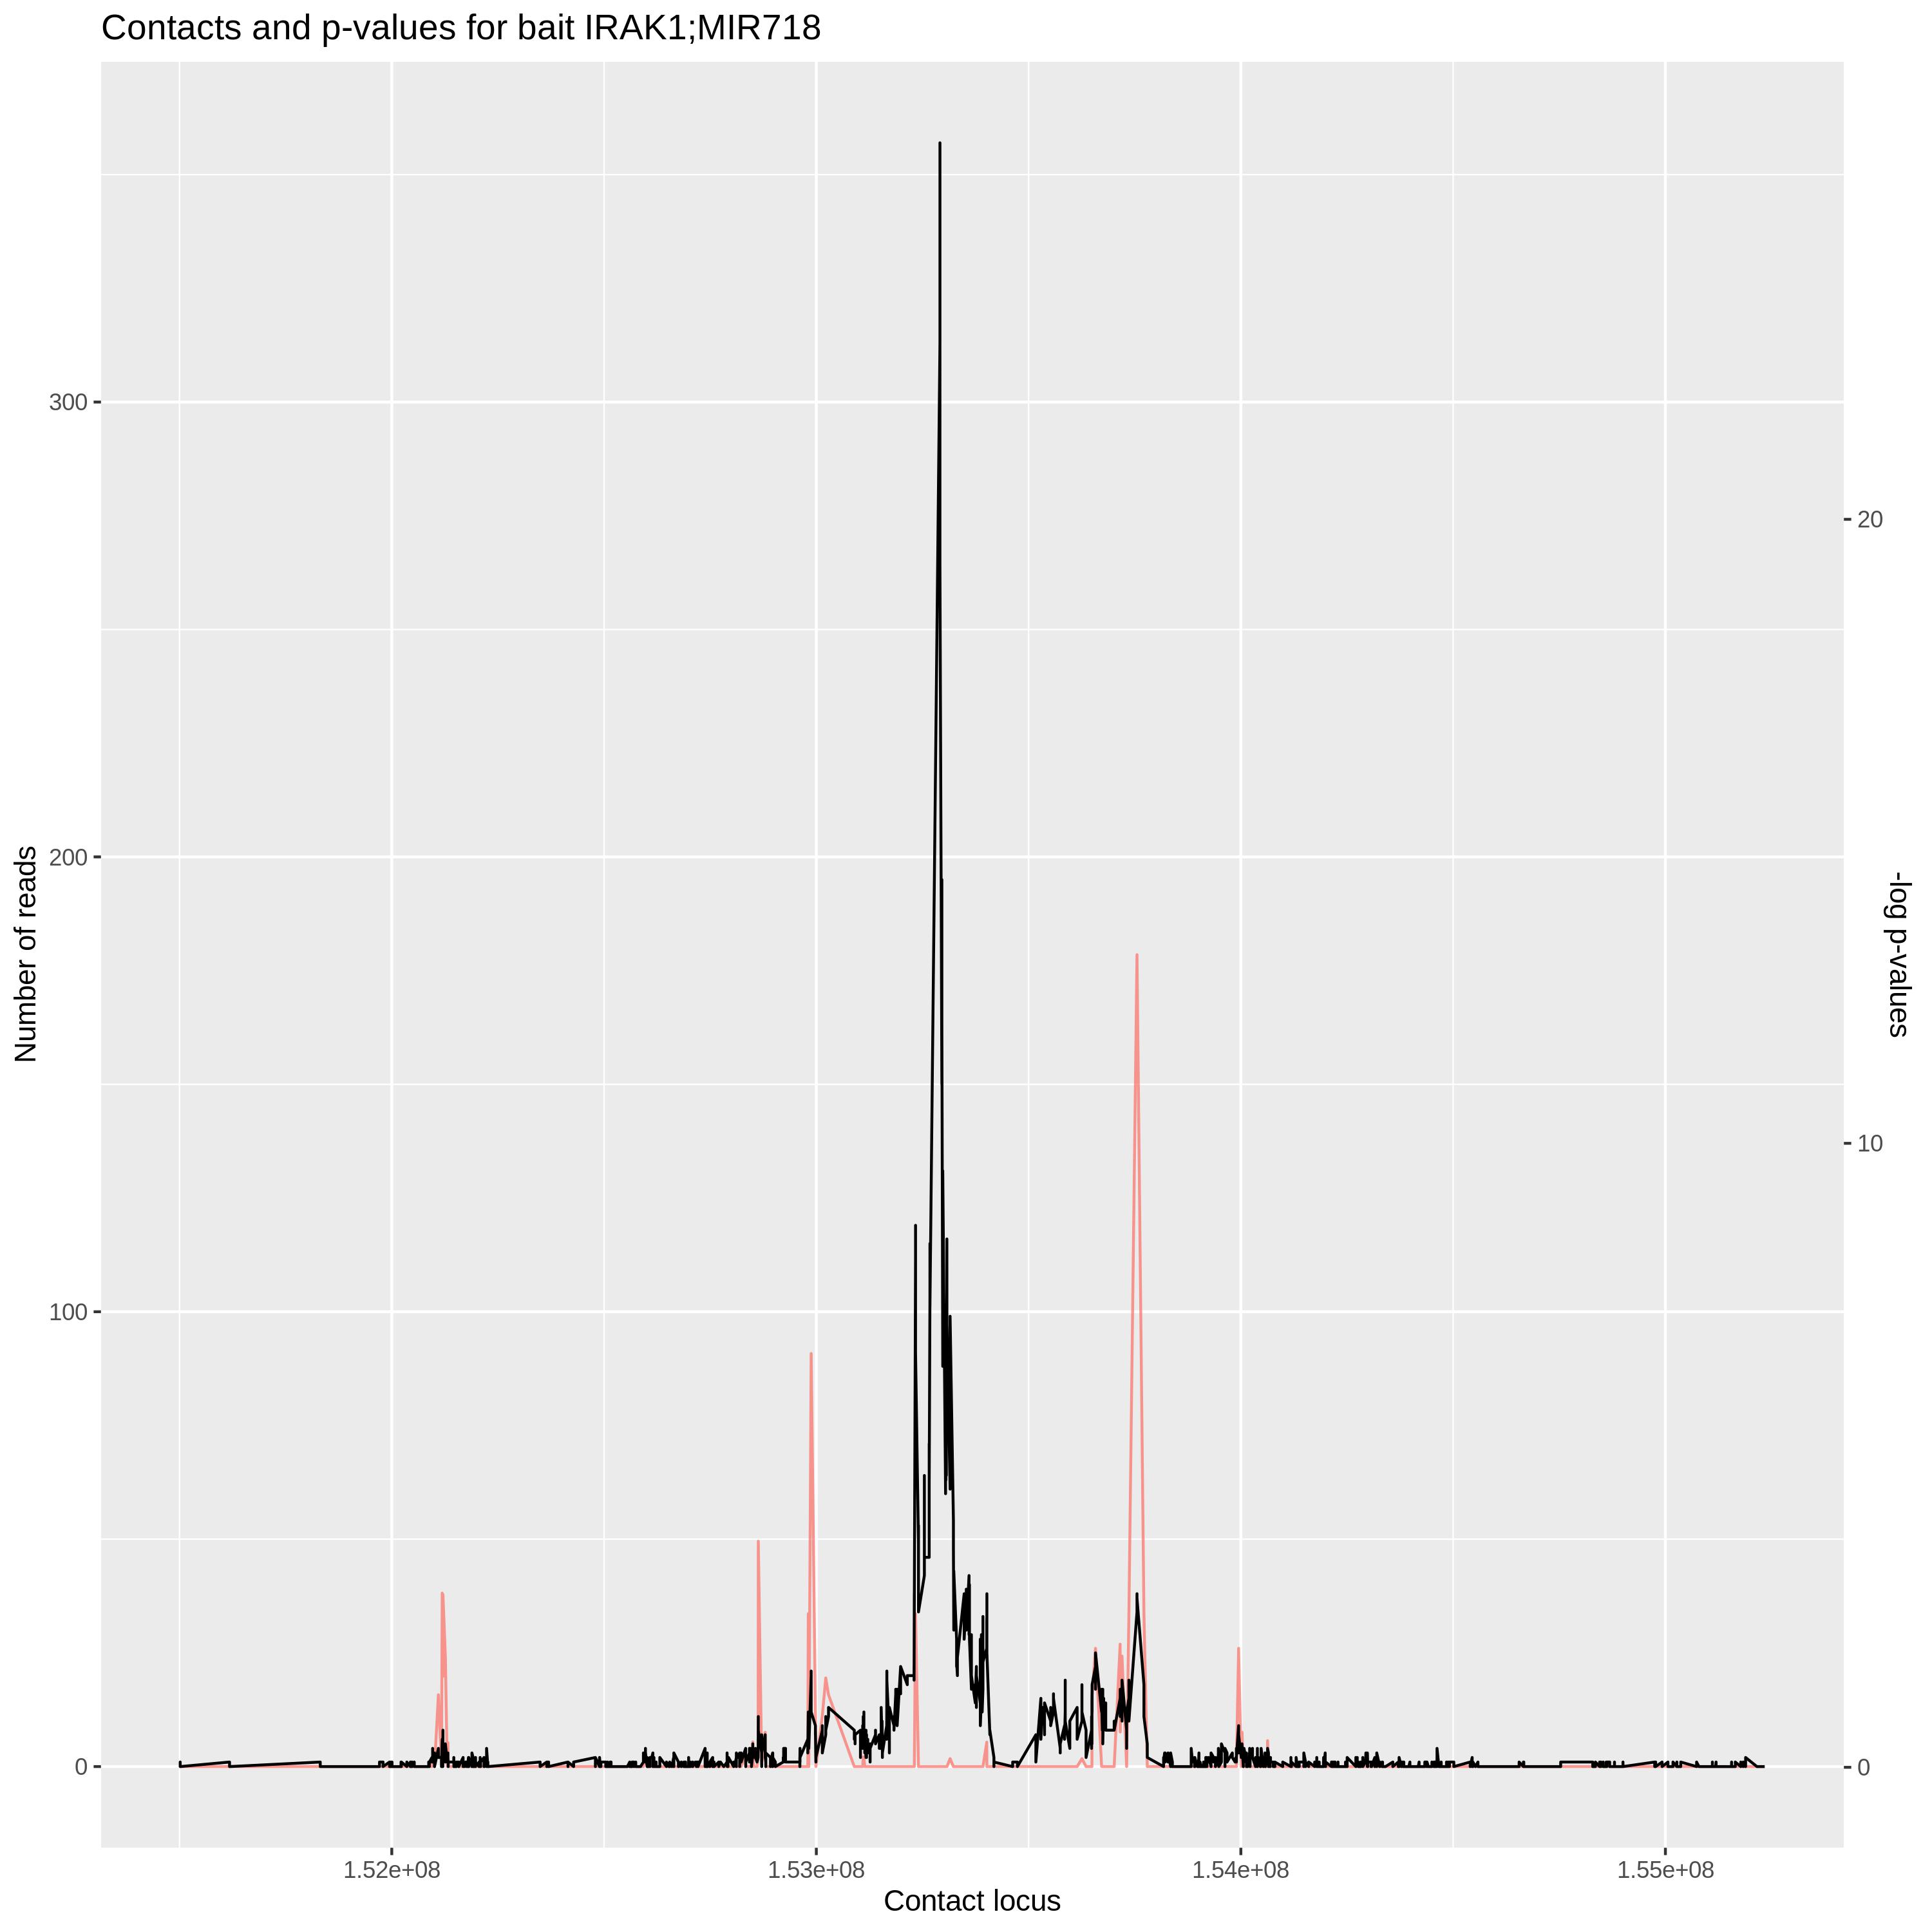 Contacts and p-values for bait IRAK1;MIR718
300
200
100
0
Number of reads
20
10
0
-log p-values
1.52e+08
1.53e+08
1.54e+08
1.55e+08
Contact locus